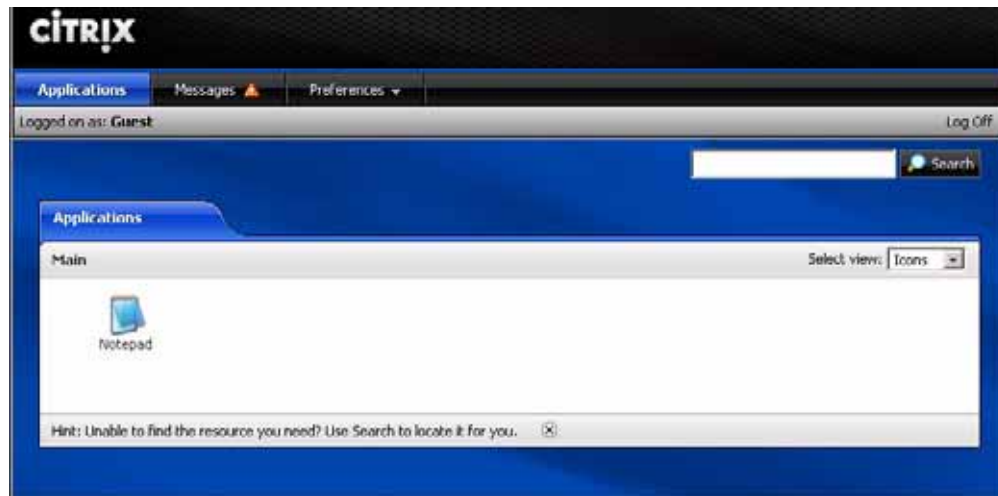 CITRIX
Applications Messages Preferences
Logged on as: Guest Log Off
Search
Applications
Main Select view: Icons
Notepad
Hint: Unable to find the resource you need? Use Search to locate it for you.